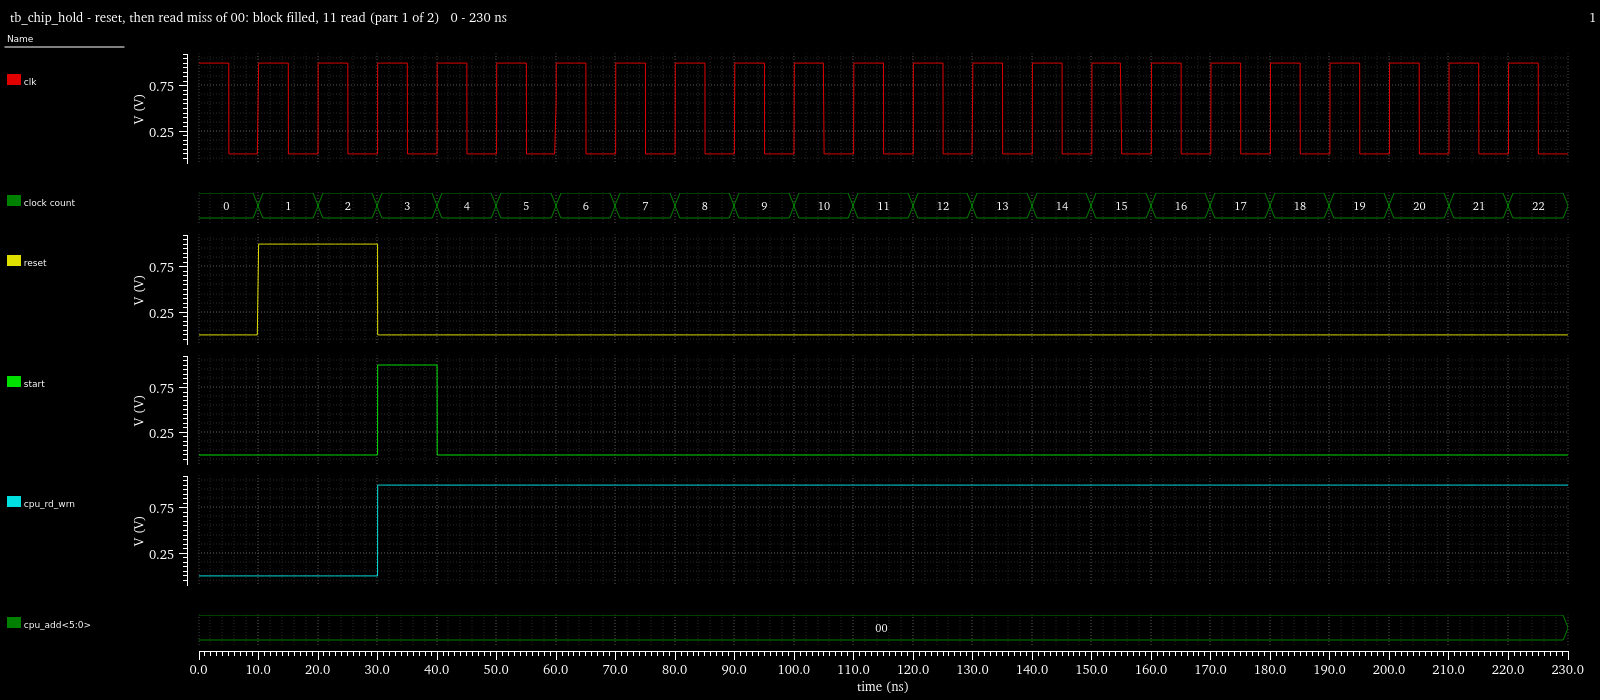 tb_chip_hold - reset, then read miss of 00: block filled, 11 read (part 1 of 2) 0 - 230 ns 1
Name
clk
V (V)
0.75
0.25
clock count
0 1 2 3 4 5 6 7 8 9 10 11 12 13 14 15 16 17 18 19 20 21 22
reset
V (V)
0.75
0.25
start
V (V)
0.75
0.25
cpu_rd_wrn
V (V)
0.75
0.25
cpu_add<5:0>
00
0.0 10.0 20.0 30.0 40.0 50.0 60.0 70.0 80.0 90.0 100.0 110.0 120.0 130.0 140.0 150.0 160.0 170.0 180.0 190.0 200.0 210.0 220.0 230.0
time (ns)